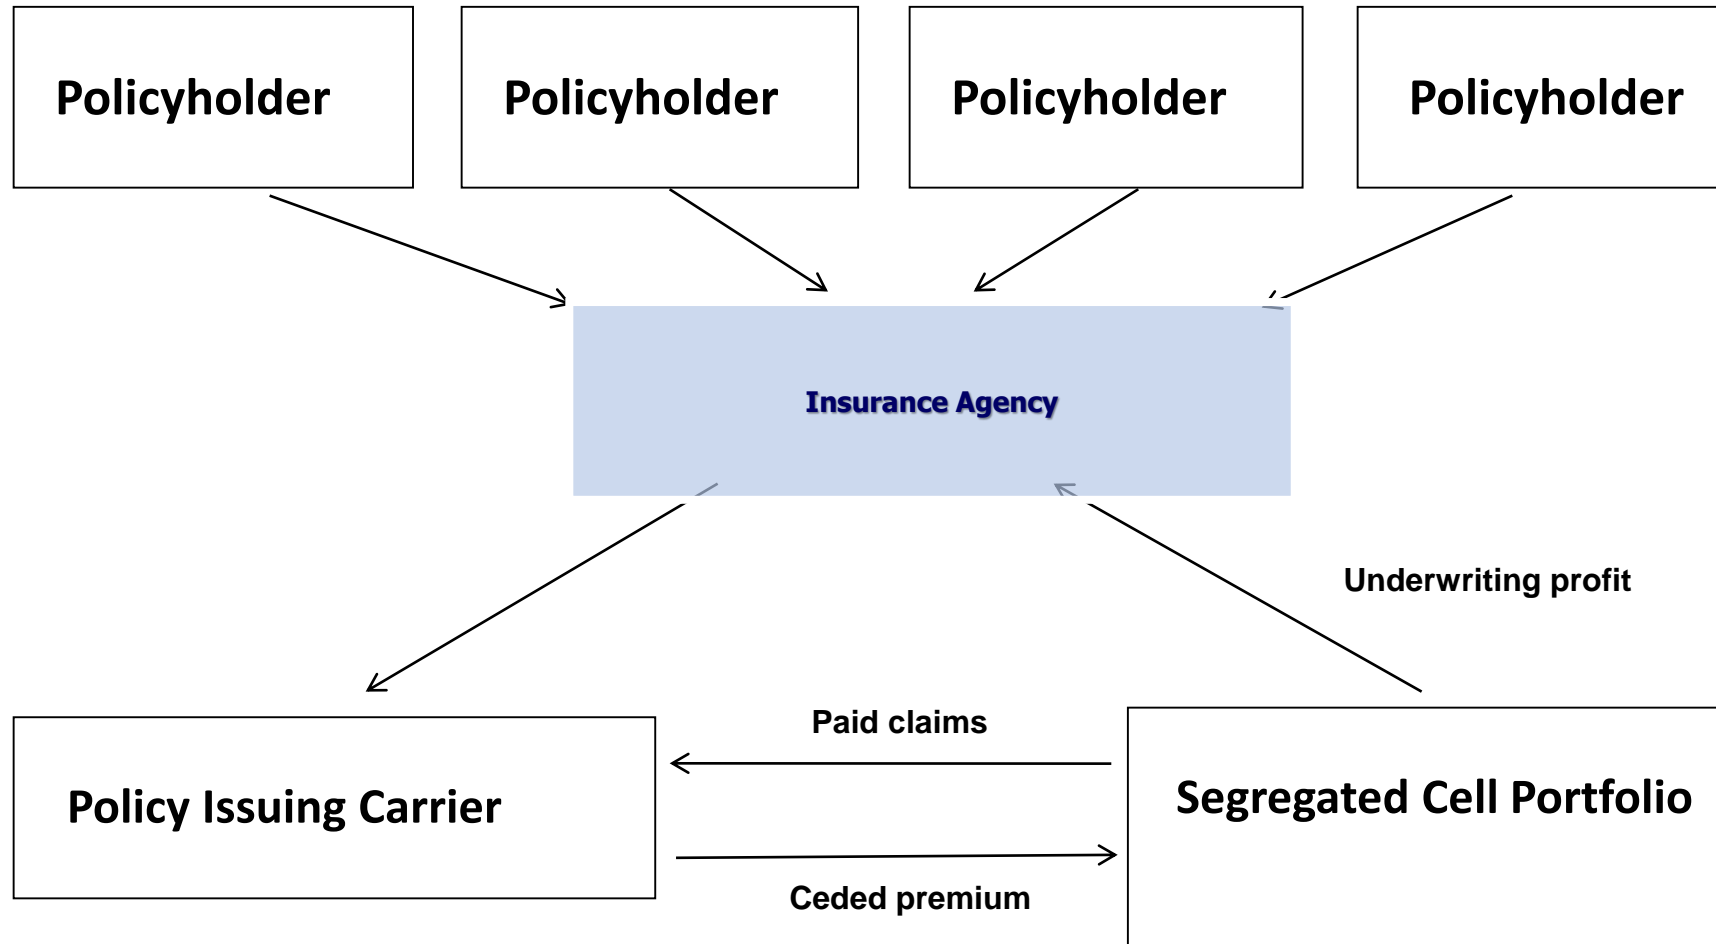 Policyholder
Policyholder
Policyholder
Policyholder
Insurance Agency
Underwriting profit
Paid claims
Policy Issuing Carrier
Segregated Cell Portfolio
Ceded premium